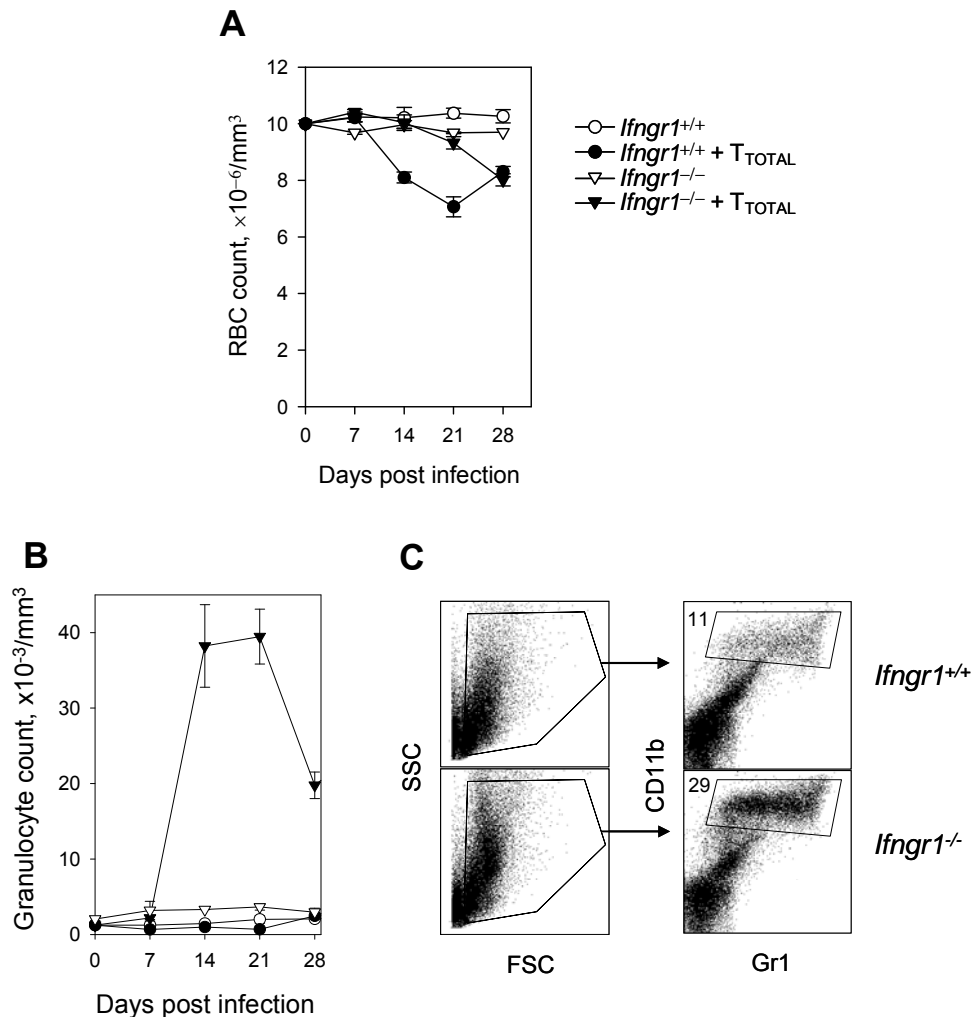 A
RBC count, ×10⁻⁶/mm³
12
10
8
6
4
2
0
0 7 14 21 28
Days post infection
Ifngr1⁺/⁺
Ifngr1⁺/⁺ + T_TOTAL
Ifngr1⁻/⁻
Ifngr1⁻/⁻ + T_TOTAL
B
Granulocyte count, x10⁻³/mm³
40
30
20
10
0
0 7 14 21 28
Days post infection
C
SSC
FSC
CD11b
11
29
Gr1
Ifngr1⁺/⁺
Ifngr1⁻/⁻